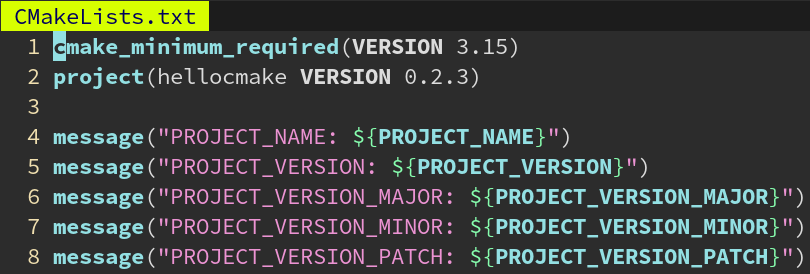 CMakeLists.txt
1 cmake_minimum_required(VERSION 3.15)
2 project(hellocmake VERSION 0.2.3)
3
4 message("PROJECT_NAME: ${PROJECT_NAME}")
5 message("PROJECT_VERSION: ${PROJECT_VERSION}")
6 message("PROJECT_VERSION_MAJOR: ${PROJECT_VERSION_MAJOR}")
7 message("PROJECT_VERSION_MINOR: ${PROJECT_VERSION_MINOR}")
8 message("PROJECT_VERSION_PATCH: ${PROJECT_VERSION_PATCH}")